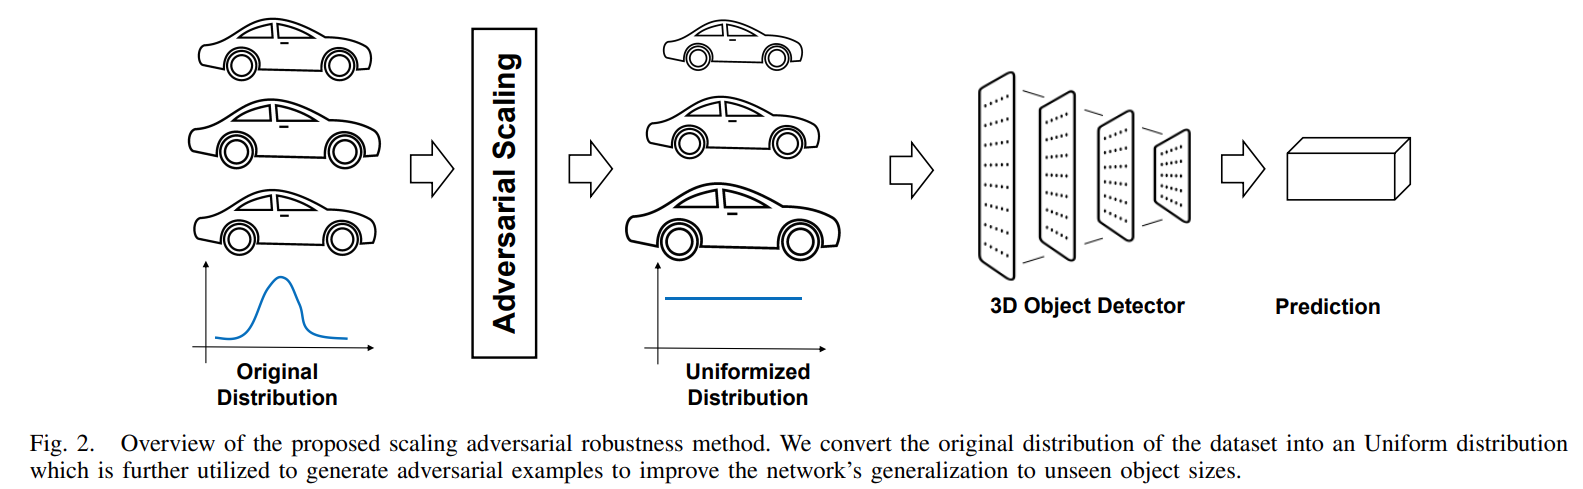 Adversarial Scaling
Original
Distribution
Uniformized
Distribution
3D Object Detector
Prediction
Fig. 2. Overview of the proposed scaling adversarial robustness method. We convert the original distribution of the dataset into an Uniform distribution
which is further utilized to generate adversarial examples to improve the network's generalization to unseen object sizes.